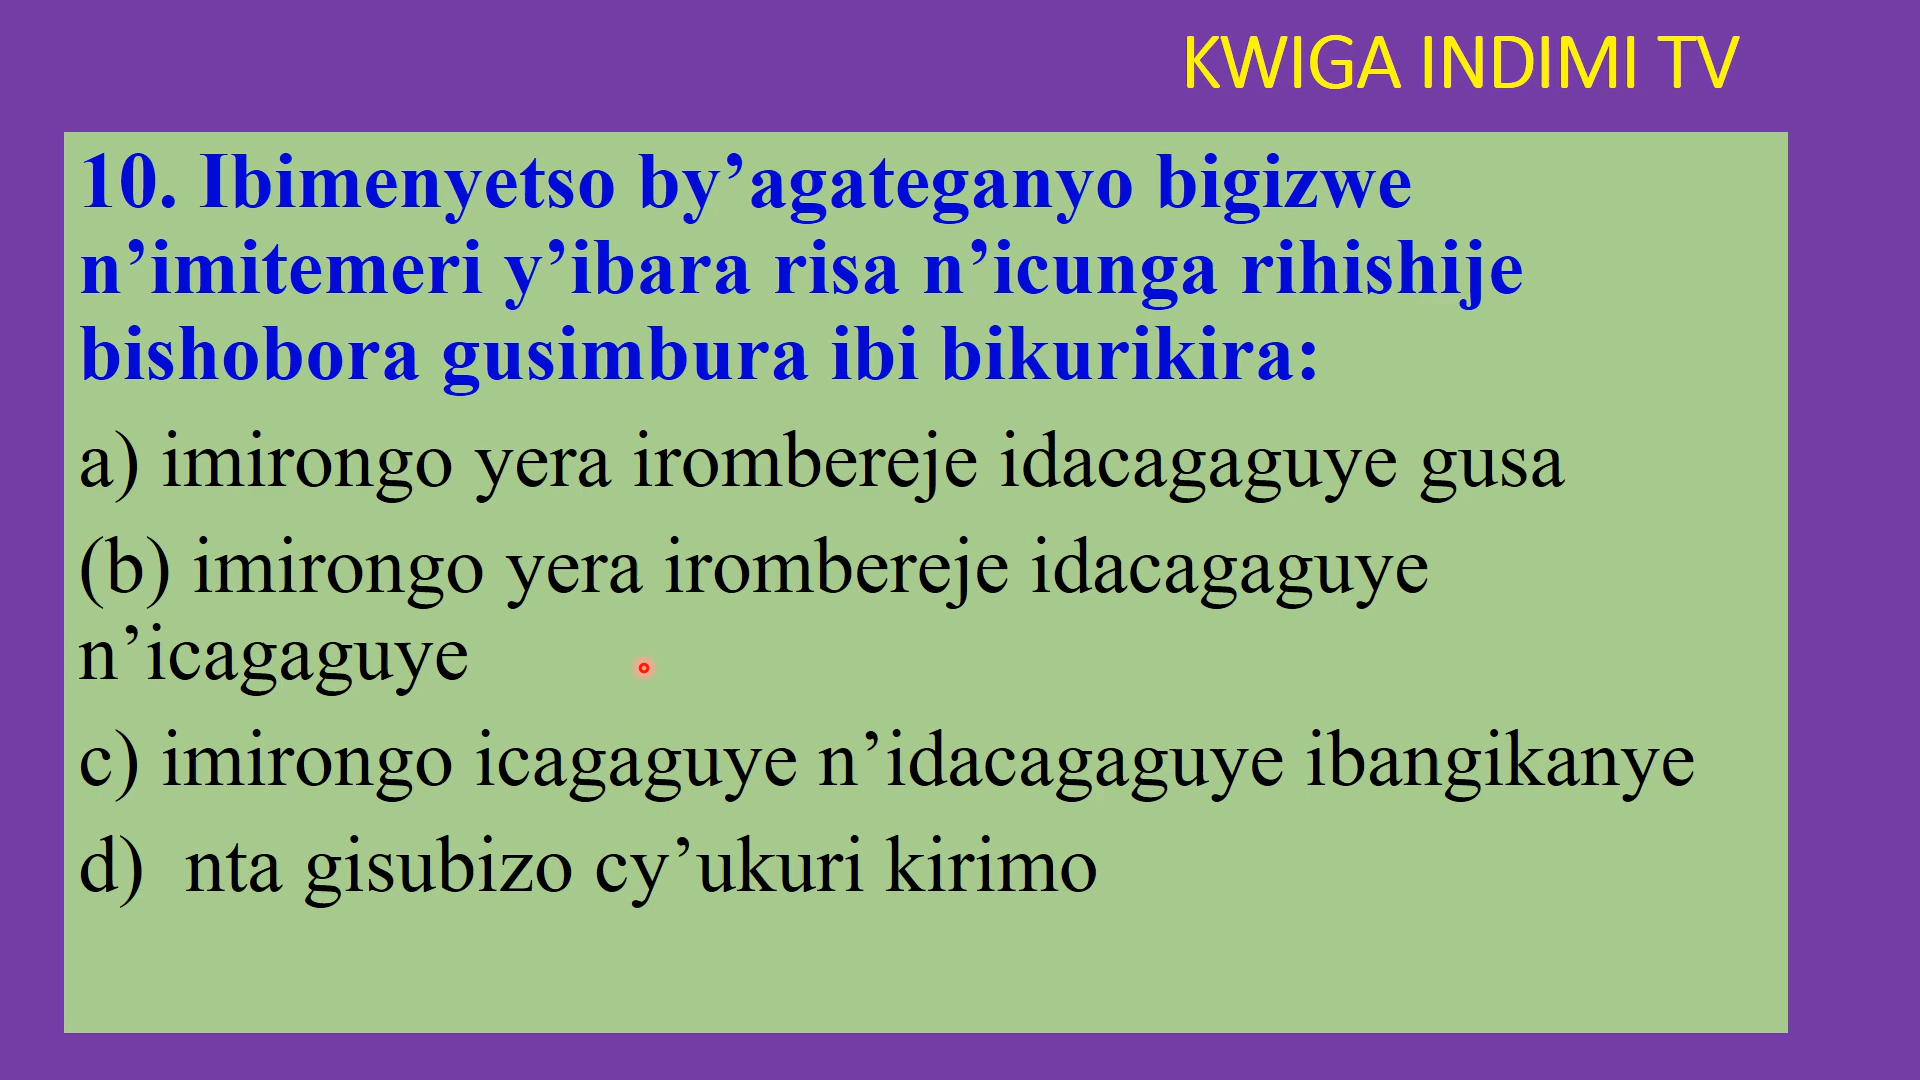 KWIGA INDIMI TV
10. Ibimenyetso by’agateganyo bigizwe
n’imitemeri y’ibara risa n’icunga rihishije
bishobora gusimbura ibi bikurikira:
a) imirongo yera irombereje idacagaguye gusa
(b) imirongo yera irombereje idacagaguye
n’icagaguye
c) imirongo icagaguye n’idacagaguye ibangikanye
d) nta gisubizo cy’ukuri kirimo